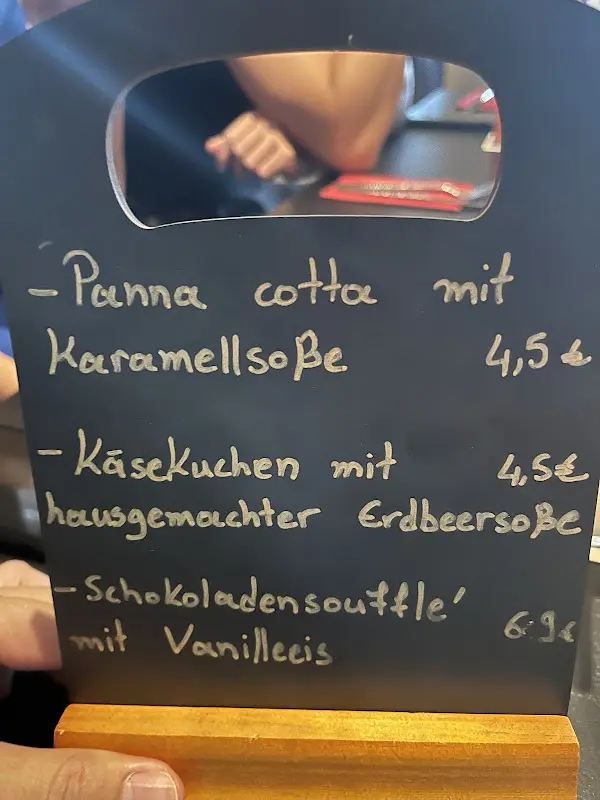 - Panna cotta mit
Karamellsoße 4,5 €
- Käsekuchen mit 4,5€
hausgemachter Erdbeersoße
- Schokoladensouffle'
mit Vanilleeis 6.9€